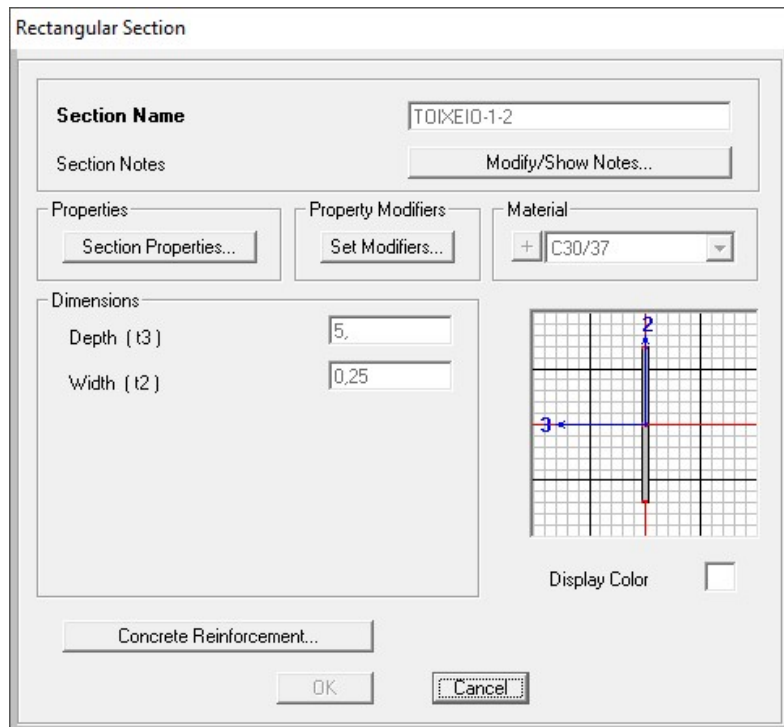 Rectangular Section
Section Name TOIXEIO-1-2
Section Notes Modify/Show Notes...
Properties Property Modifiers Material
Section Properties... Set Modifiers... + C30/37
Dimensions
Depth ( t3 ) 5,
Width ( t2 ) 0,25
2
3
Display Color
Concrete Reinforcement...
OK Cancel